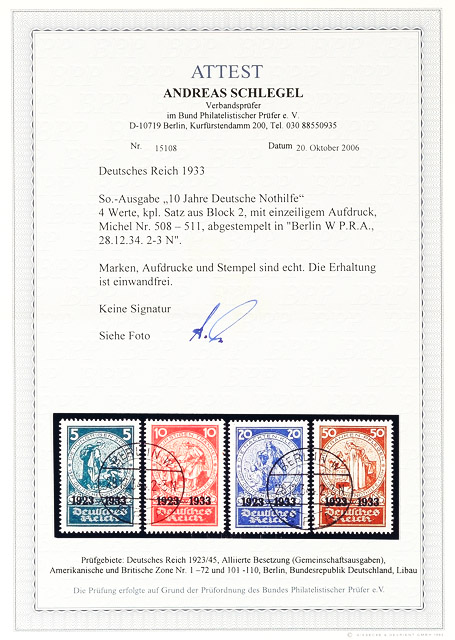 ATTEST
ANDREAS SCHLEGEL
Verbandsprüfer
im Bund Philatelistischer Prüfer e. V.
D-10719 Berlin, Kurfürstendamm 200, Tel. 030 88550935
Nr. 15108 Datum 20. Oktober 2006
Deutsches Reich 1933
So.-Ausgabe „10 Jahre Deutsche Nothilfe“
4 Werte, kpl. Satz aus Block 2, mit einzeiligem Aufdruck,
Michel Nr. 508 – 511, abgestempelt in "Berlin W P.R.A.,
28.12.34. 2-3 N".
Marken, Aufdrucke und Stempel sind echt. Die Erhaltung
ist einwandfrei.
Keine Signatur
Siehe Foto
5 5 10 10 20 20 50 50
BERLIN W BERLIN W
1923 – 1933 1923 – 1933 1923 – 1933 1923 – 1933
Deutsches Deutsches Deutsches Deutsches
Reich Reich Reich Reich
Prüfgebiete: Deutsches Reich 1923/45, Alliierte Besetzung (Gemeinschaftsausgaben),
Amerikanische und Britische Zone Nr. 1 –72 und 101 -110, Berlin, Bundesrepublik Deutschland, Libau
Die Prüfung erfolgte auf Grund der Prüfordnung des Bundes Philatelistischer Prüfer e.V.